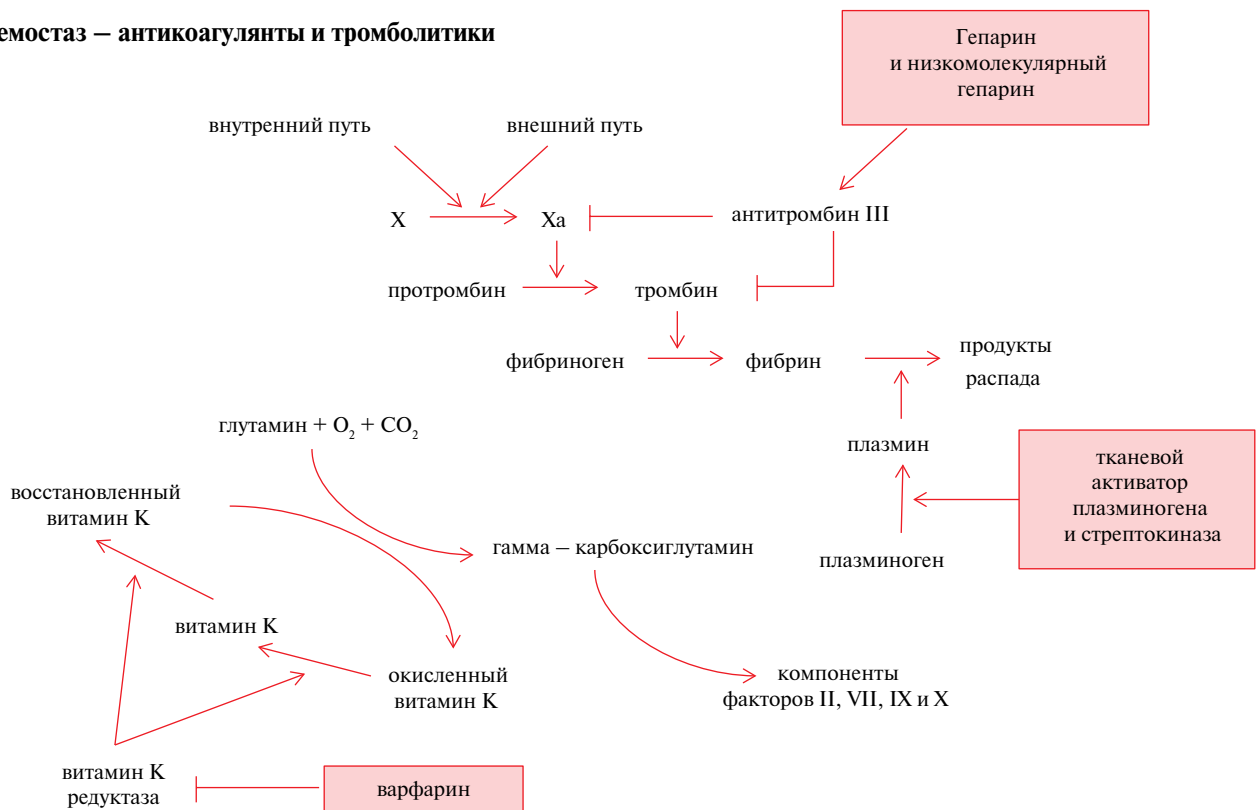 емостаз – антикоагулянты и тромболитики
Гепарин
и низкомолекулярный
гепарин
внутренний путь
внешний путь
X
Xa
антитромбин III
протромбин
тромбин
фибриноген
фибрин
продукты
распада
глутамин + O₂ + CO₂
плазмин
тканевой
активатор
плазминогена
и стрептокиназа
восстановленный
витамин K
гамма – карбоксиглутамин
плазминоген
витамин K
окисленный
витамин K
компоненты
факторов II, VII, IX и X
витамин K
редуктаза
варфарин